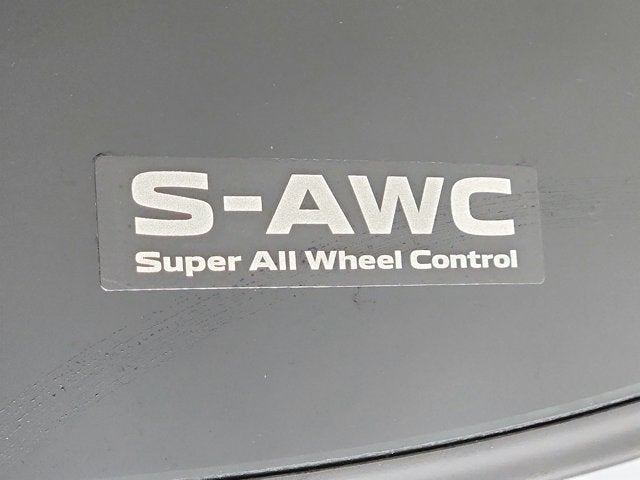 S-AWC
Super All Wheel Control